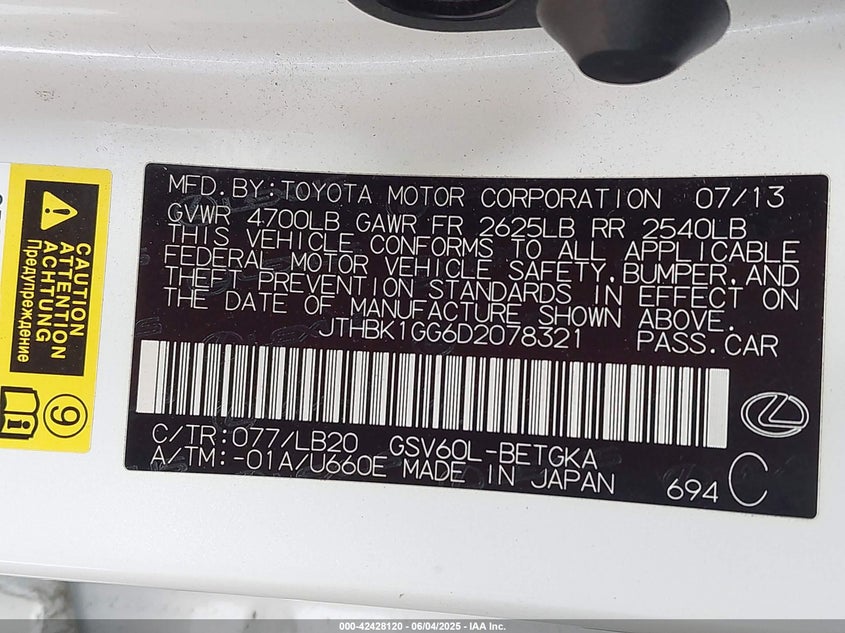 MFD.BY:TOYOTA MOTOR CORPORATION 07/13
GVWR 4700LB GAWR FR 2625LB RR 2540LB
THIS VEHICLE CONFORMS TO ALL APPLICABLE
FEDERAL MOTOR VEHICLE SAFETY,BUMPER,AND
THEFT PREVENTION STANDARDS IN EFFECT ON
THE DATE OF MANUFACTURE SHOWN ABOVE.
JTHBK1GG6D2078321 PASS.CAR
C/TR:077/LB20 GSV60L-BETGKA
A/TM:-01A/U660E MADE IN JAPAN
694 C
CAUTION
ATTENTION
ACHTUNG
Предупреждение
9
000-42428120 - 06/04/2025 - IAA Inc.